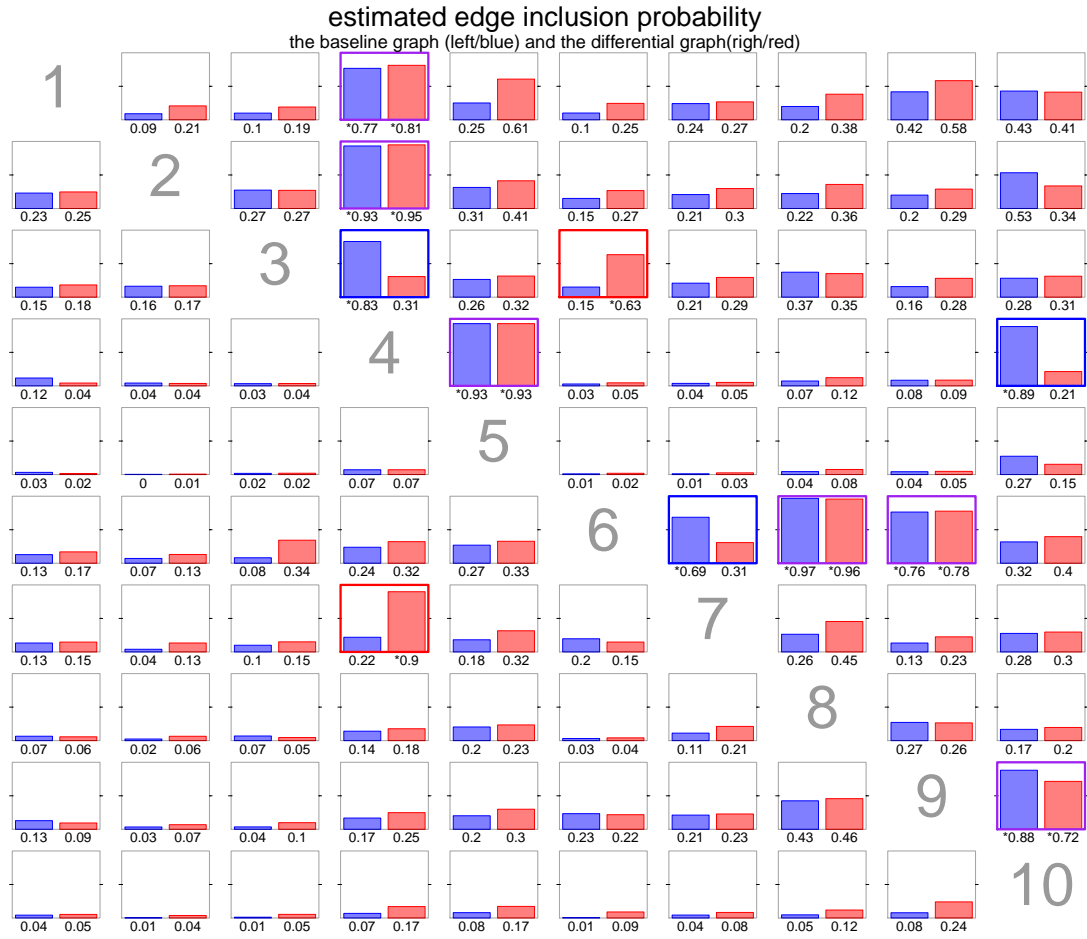 estimated edge inclusion probability
the baseline graph (left/blue) and the differential graph(righ/red)
1
0.09 0.21 0.1 0.19 *0.77 *0.81 0.25 0.61 0.1 0.25 0.24 0.27 0.2 0.38 0.42 0.58 0.43 0.41
2
0.23 0.25 0.27 0.27 *0.93 *0.95 0.31 0.41 0.15 0.27 0.21 0.3 0.22 0.36 0.2 0.29 0.53 0.34
3
0.15 0.18 0.16 0.17 *0.83 0.31 0.26 0.32 0.15 *0.63 0.21 0.29 0.37 0.35 0.16 0.28 0.28 0.31
4
0.12 0.04 0.04 0.04 0.03 0.04 *0.93 *0.93 0.03 0.05 0.04 0.05 0.07 0.12 0.08 0.09 *0.89 0.21
5
0.03 0.02 0 0.01 0.02 0.02 0.07 0.07 0.01 0.02 0.01 0.03 0.04 0.08 0.04 0.05 0.27 0.15
6
0.13 0.17 0.07 0.13 0.08 0.34 0.24 0.32 0.27 0.33 *0.69 0.31 *0.97 *0.96 *0.76 *0.78 0.32 0.4
7
0.13 0.15 0.04 0.13 0.1 0.15 0.22 *0.9 0.18 0.32 0.2 0.15 0.26 0.45 0.13 0.23 0.28 0.3
8
0.07 0.06 0.02 0.06 0.07 0.05 0.14 0.18 0.2 0.23 0.03 0.04 0.11 0.21 0.27 0.26 0.17 0.2
9
0.13 0.09 0.03 0.07 0.04 0.1 0.17 0.25 0.2 0.3 0.23 0.22 0.21 0.23 0.43 0.46 *0.88 *0.72
10
0.04 0.05 0.01 0.04 0.01 0.05 0.07 0.17 0.08 0.17 0.01 0.09 0.04 0.08 0.05 0.12 0.08 0.24